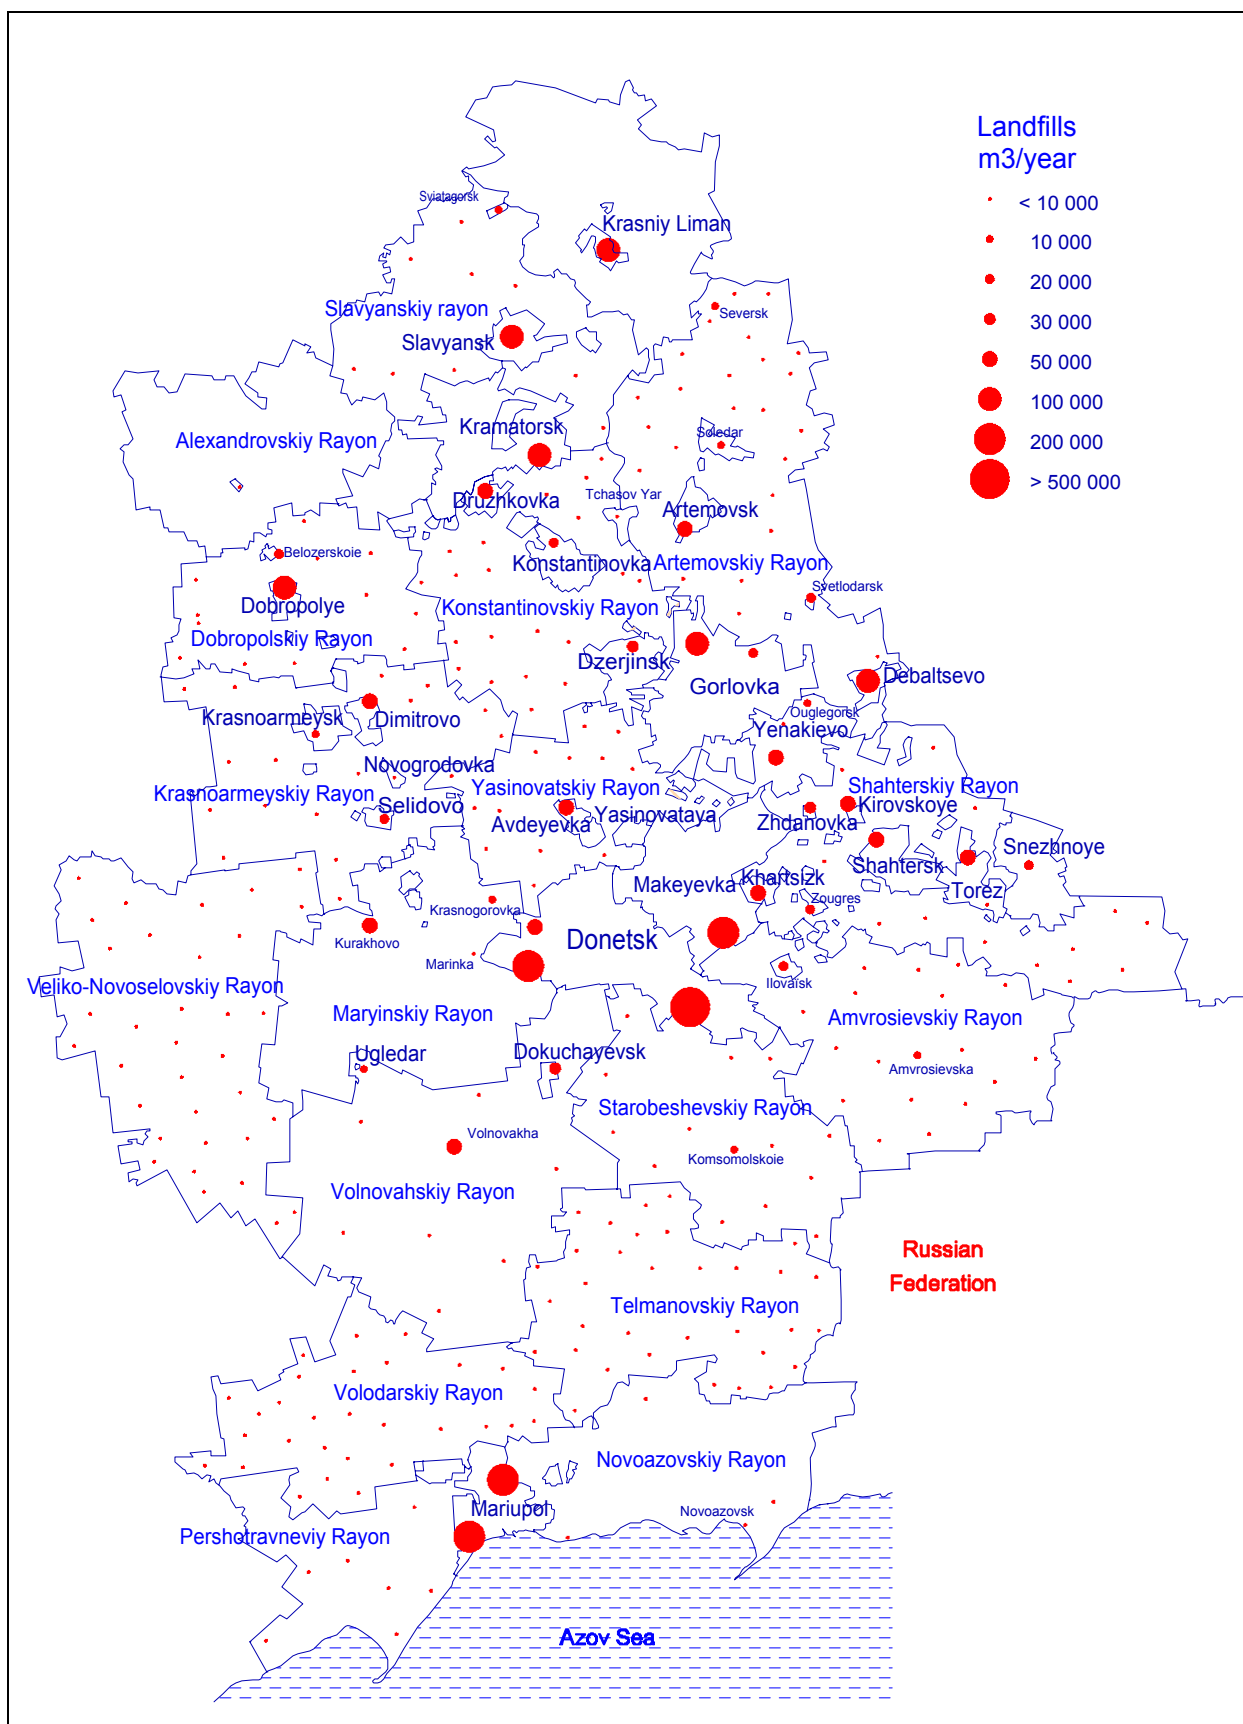 Landfills
m3/year
< 10 000
10 000
20 000
30 000
50 000
100 000
200 000
> 500 000
Sviatagorsk
Krasniy Liman
Slavyanskiy rayon
Seversk
Slavyansk
Kramatorsk
Alexandrovskiy Rayon
Soledar
Druzhkovka
Tchasov Yar
Artemovsk
Belozerskoie
Konstantinovka
Artemovskiy Rayon
Svetlodarsk
Dobropolye
Konstantinovskiy Rayon
Dobropolskiy Rayon
Dzerjinsk
Debaltsevo
Gorlovka
Krasnoarmeysk
Dimitrovo
Ouglegorsk
Yenakievo
Novogrodovka
Yasinovatskiy Rayon
Shahterskiy Rayon
Krasnoarmeyskiy Rayon
Selidovo
Kirovskoye
Yasinovataya
Avdeyevka
Zhdanovka
Snezhnoye
Shahtersk
Makeyevka
Khartsizk
Torez
Zougres
Krasnogorovka
Kurakhovo
Donetsk
Marinka
Ilovaïsk
Veliko-Novoselovskiy Rayon
Maryinskiy Rayon
Amvrosievskiy Rayon
Ugledar
Dokuchayevsk
Amvrosievska
Starobeshevskiy Rayon
Volnovakha
Komsomolskoie
Volnovahskiy Rayon
Russian
Federation
Telmanovskiy Rayon
Volodarskiy Rayon
Novoazovskiy Rayon
Mariupol
Novoazovsk
Pershotravneviy Rayon
Azov Sea